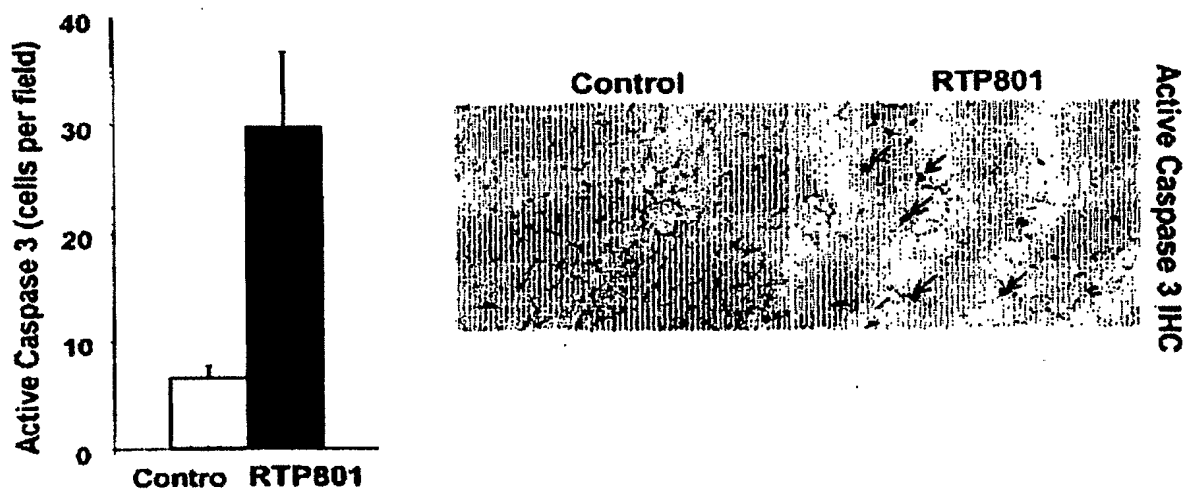 Active Caspase 3 (cells per field)
40
30
20
10
0
Contro RTP801
Control RTP801
Active Caspase 3 IHC